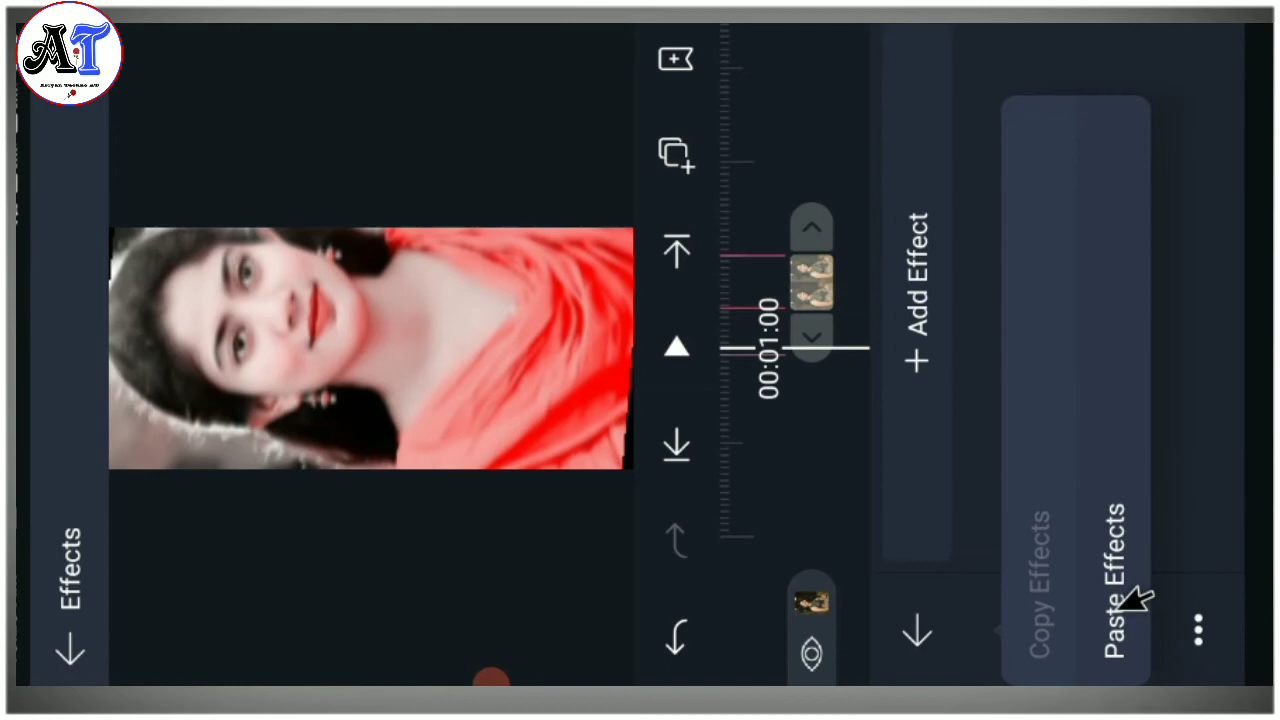 AT
Effects
00:01:00
+ Add Effect
Copy Effects
Paste Effects